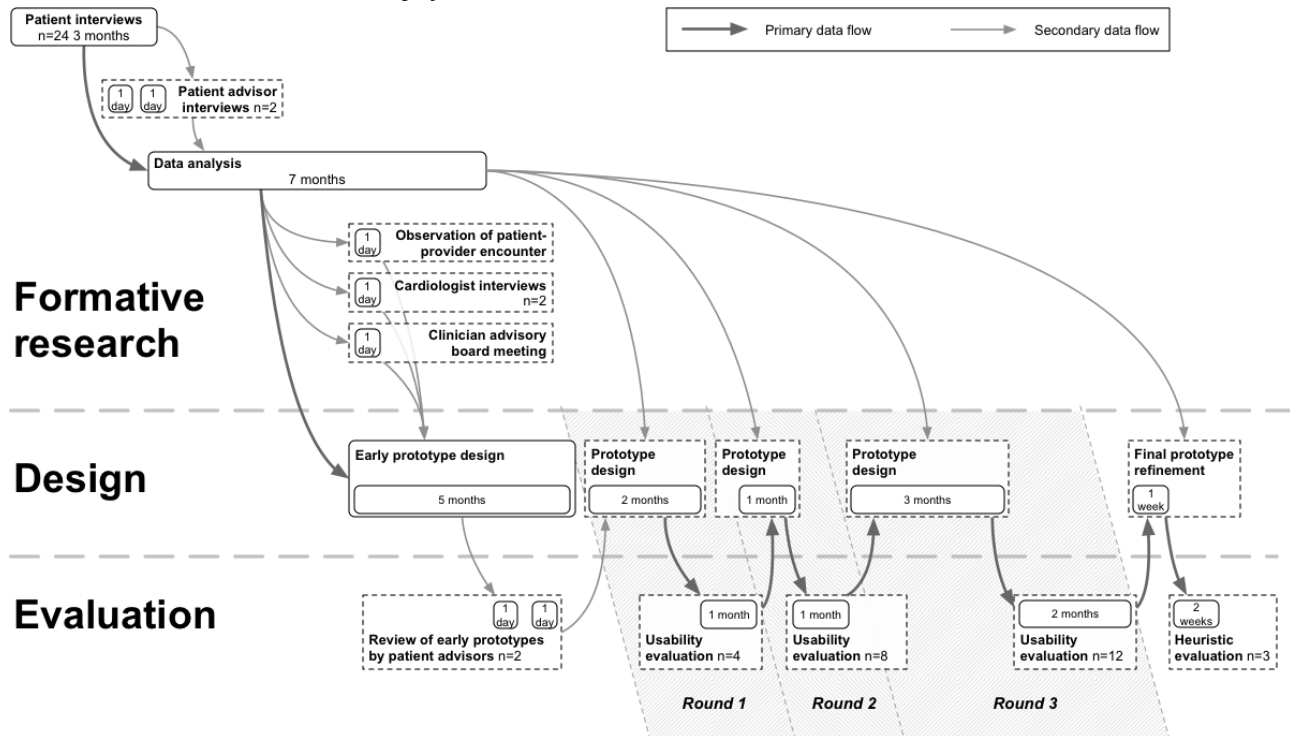 Patient interviews
n=24 3 months
Primary data flow
Secondary data flow
1
day
1
day
Patient advisor
interviews n=2
Data analysis
7 months
1
day
Observation of patient-
provider encounter
1
day
Cardiologist interviews
n=2
1
day
Clinician advisory
board meeting
Formative
research
Design
Early prototype design
5 months
Prototype
design
2 months
Prototype
design
1 month
Prototype
design
3 months
Final prototype
refinement
1
week
Evaluation
1
day
1
day
Review of early prototypes
by patient advisors n=2
1 month
Usability
evaluation n=4
1 month
Usability
evaluation n=8
2 months
Usability
evaluation n=12
2
weeks
Heuristic
evaluation n=3
Round 1
Round 2
Round 3